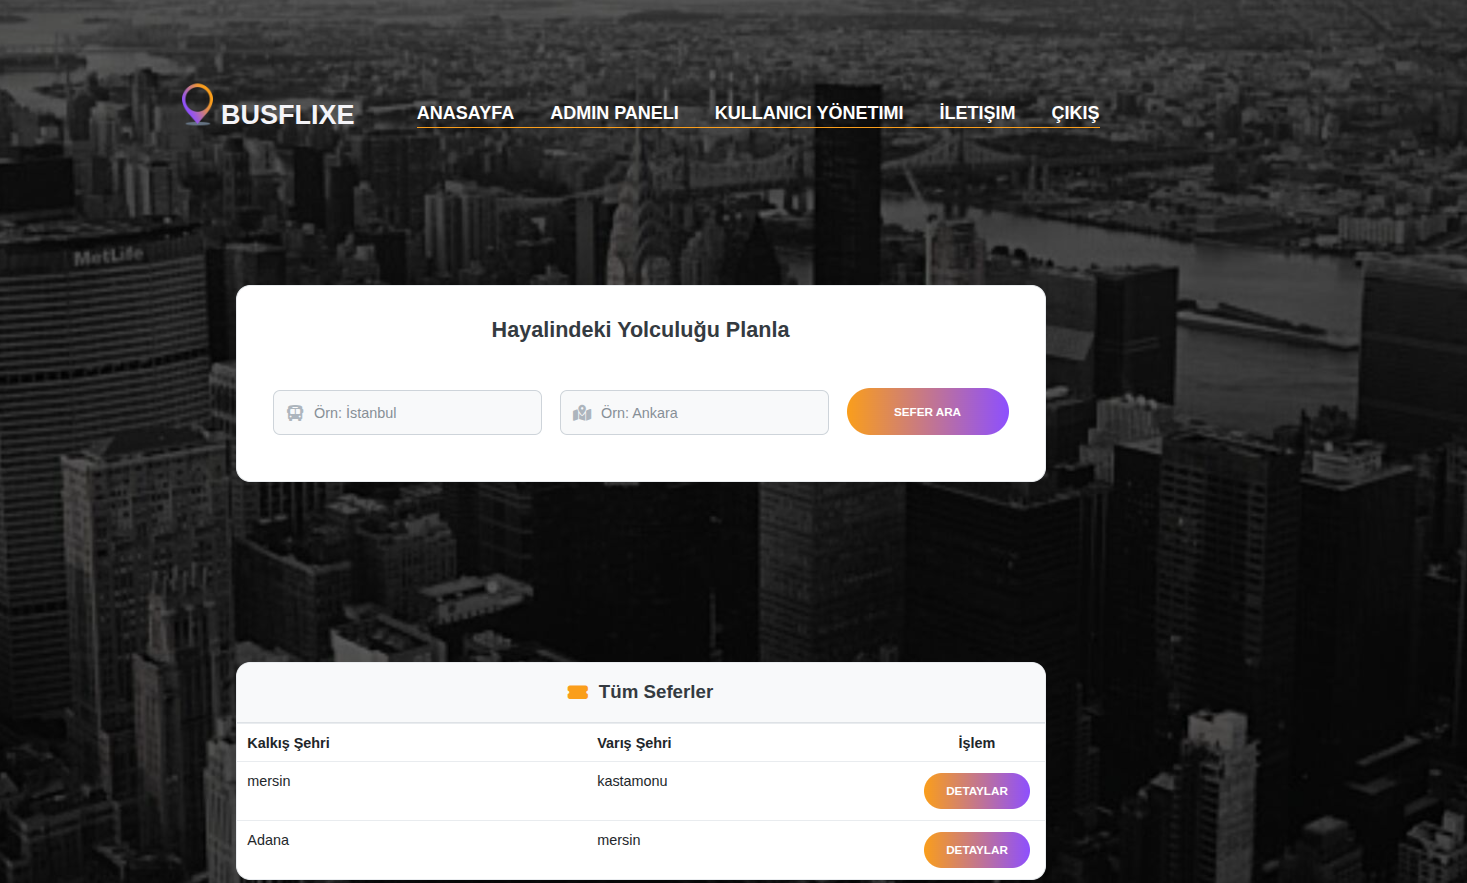 BUSFLIXE
ANASAYFA ADMIN PANELI KULLANICI YÖNETIMI İLETIŞIM ÇIKIŞ
MetLife
Hayalindeki Yolculuğu Planla
Örn: İstanbul Örn: Ankara SEFER ARA
Tüm Seferler
Kalkış Şehri Varış Şehri İşlem
mersin kastamonu DETAYLAR
Adana mersin DETAYLAR